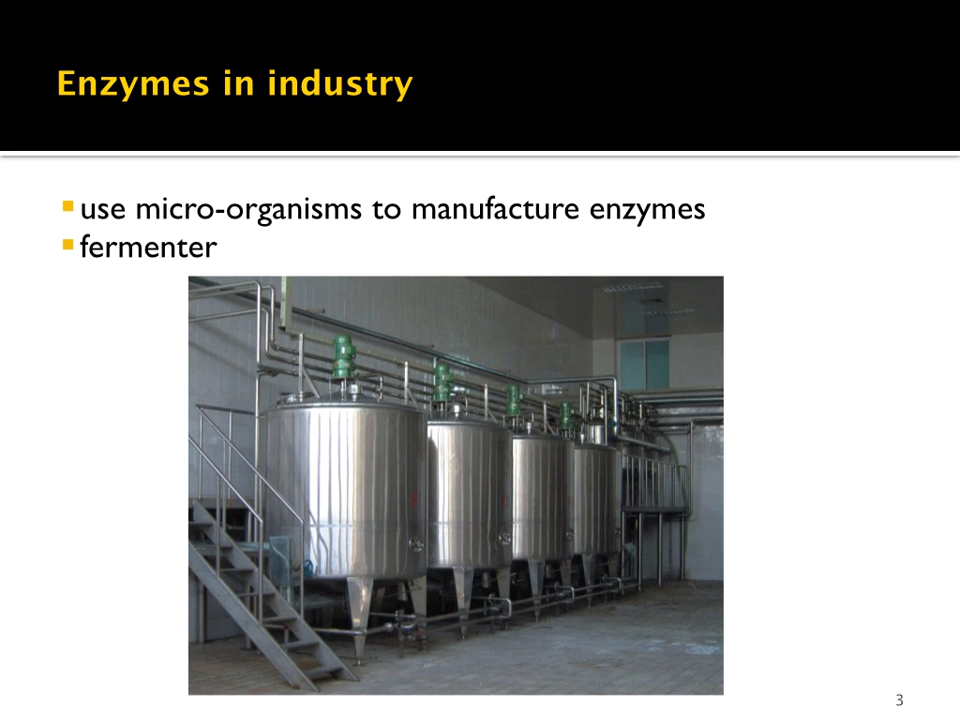 Enzymes in industry
use micro-organisms to manufacture enzymes
fermenter
3